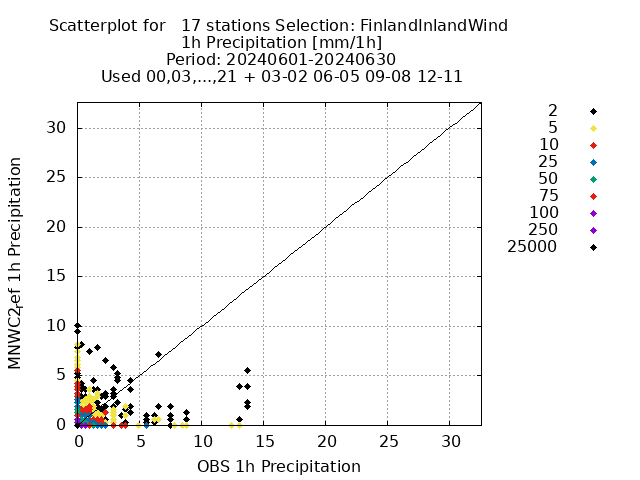 Scatterplot for   17 stations Selection: FinlandInlandWind
1h Precipitation [mm/1h]
Period: 20240601-20240630
Used 00,03,...,21 + 03-02 06-05 09-08 12-11
2
5
10
25
50
75
100
250
25000
MNWC2,ef 1h Precipitation
30
25
20
15
10
5
0
0 5 10 15 20 25 30
OBS 1h Precipitation